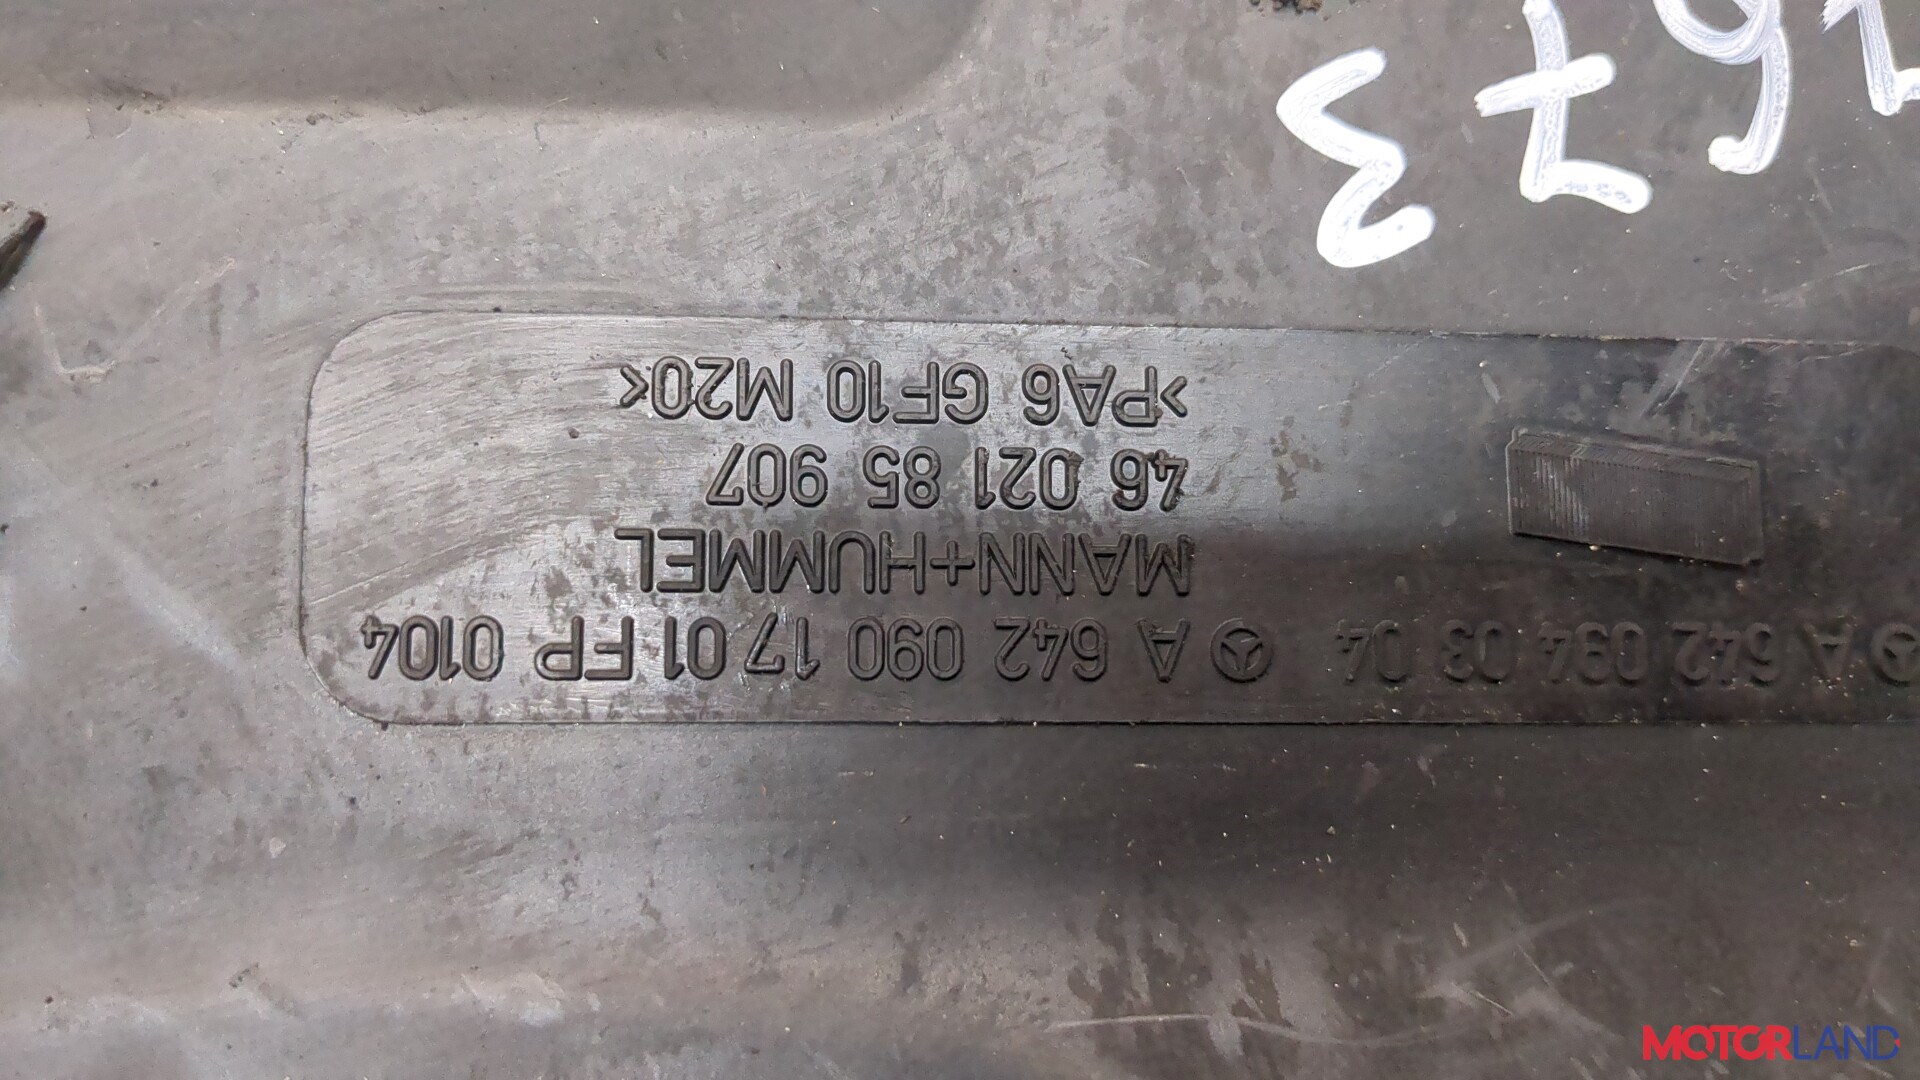 A 642 094 03 04 A 642 090 17 01 FP 0104
MANN+HUMMEL
46 021 85 907
>PA6 GF10 M20<
MOTORLAND